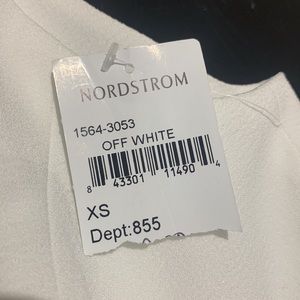 NORDSTROM
1564-3053
OFF WHITE
8 43301 11490 4
XS
Dept:855